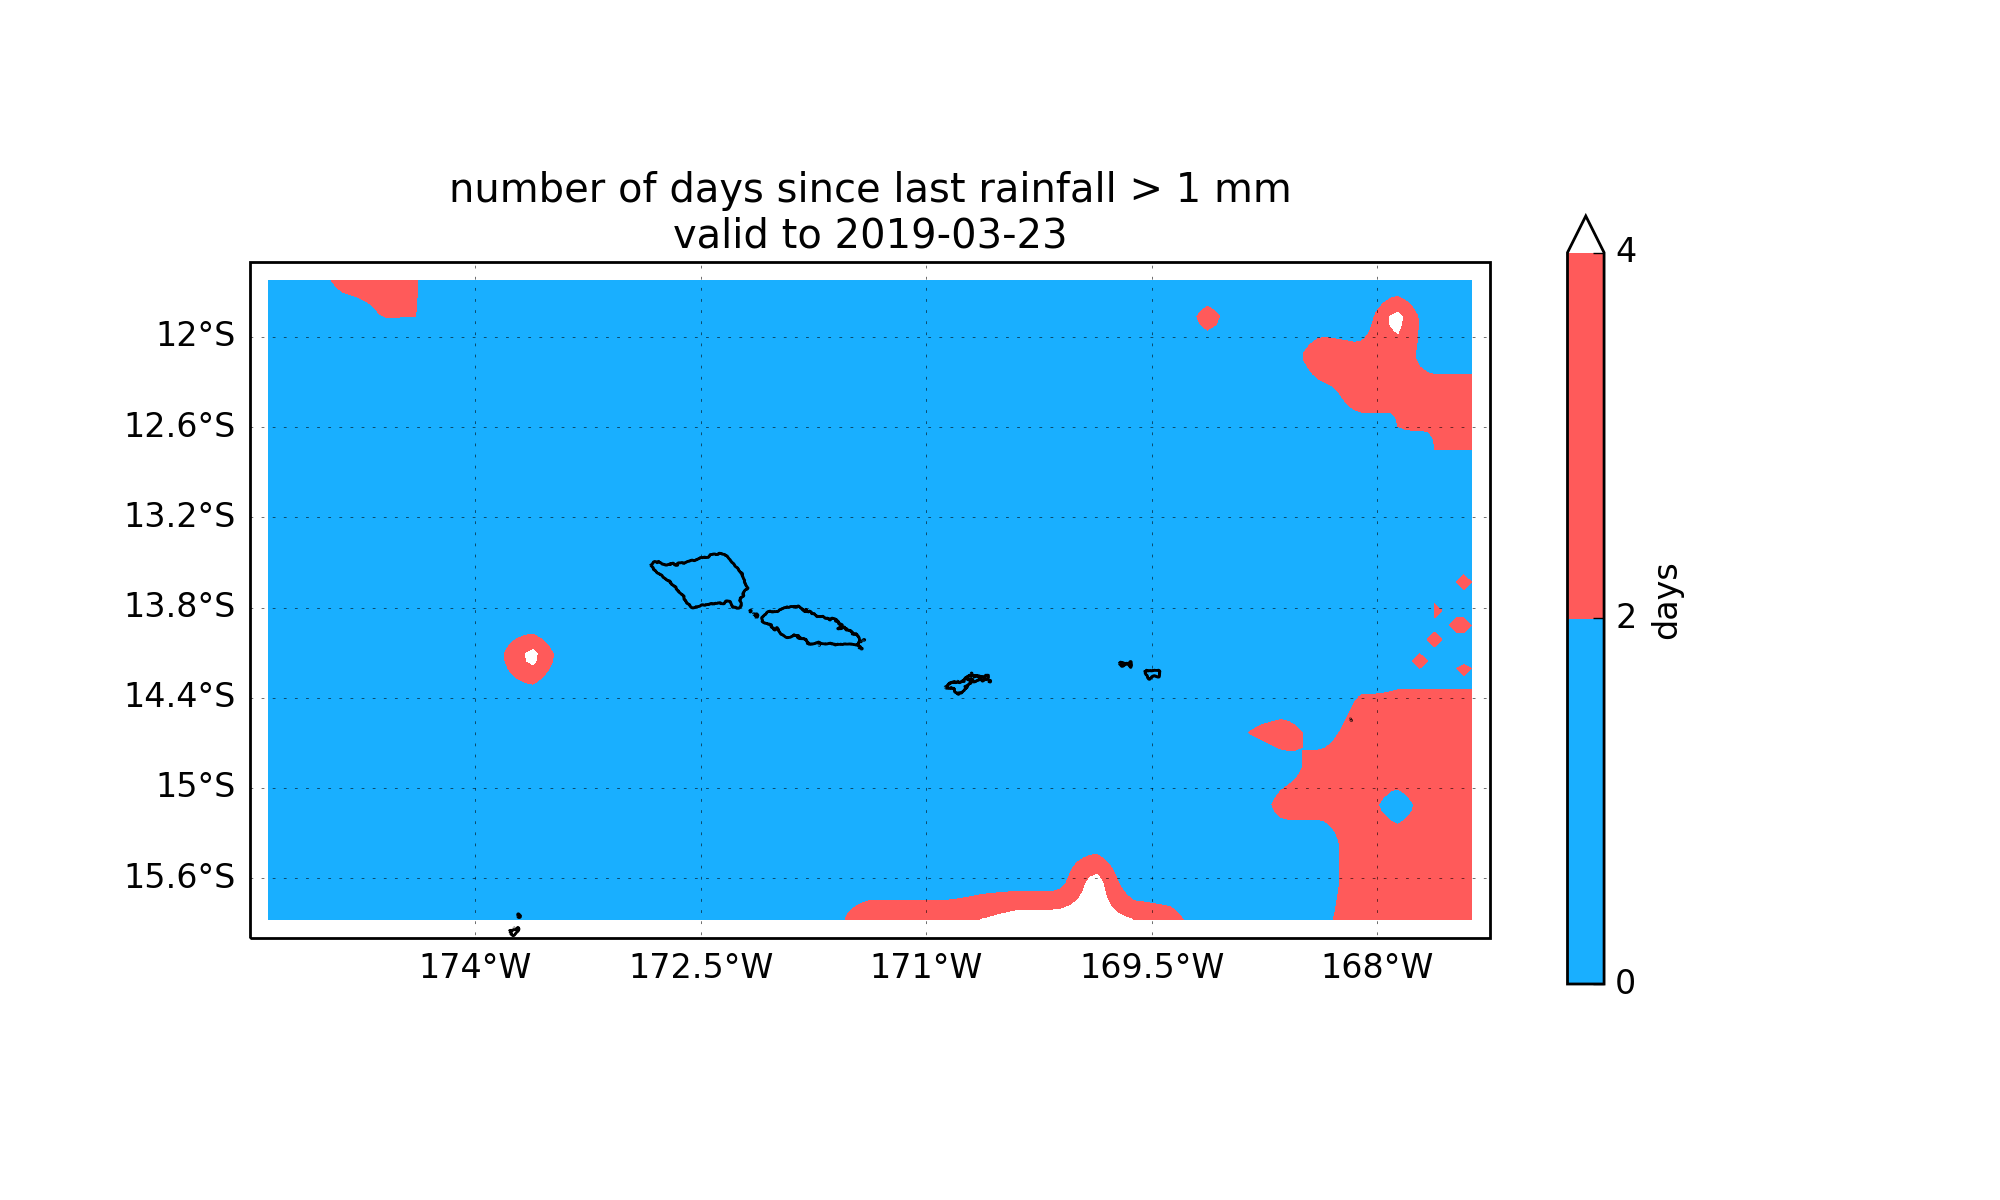 number of days since last rainfall > 1 mm
valid to 2019-03-23
12°S
12.6°S
13.2°S
13.8°S
14.4°S
15°S
15.6°S
174°W
172.5°W
171°W
169.5°W
168°W
4
2
0
days